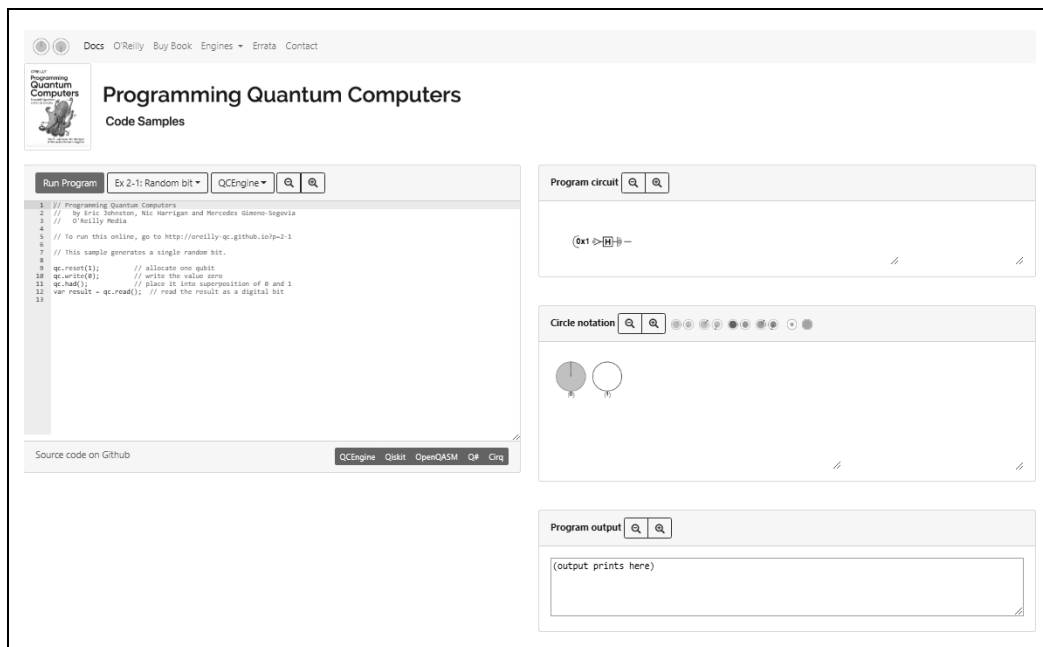 Docs O'Reilly Buy Book Engines Errata Contact
O'REILLY
Programming
Quantum
Computers
Programming Quantum Computers
Code Samples
Run Program Ex 2-1: Random bit QCEngine
1 // Programming Quantum Computers
2 //   by Eric Johnston, Nic Harrigan and Mercedes Gimeno-Segovia
3 //   O'Reilly Media
4
5 // To run this online, go to http://oreilly-qc.github.io?p=2-1
6
7 // This sample generates a single random bit.
8
9 qc.reset(1);         // allocate one qubit
10 qc.write(0);         // write the value zero
11 qc.had();            // place it into superposition of 0 and 1
12 var result = qc.read();  // read the result as a digital bit
13
Source code on Github
QCEngine Qiskit OpenQASM Q# Cirq
Program circuit
0x1 H
Circle notation
|0⟩ |1⟩
Program output
(output prints here)